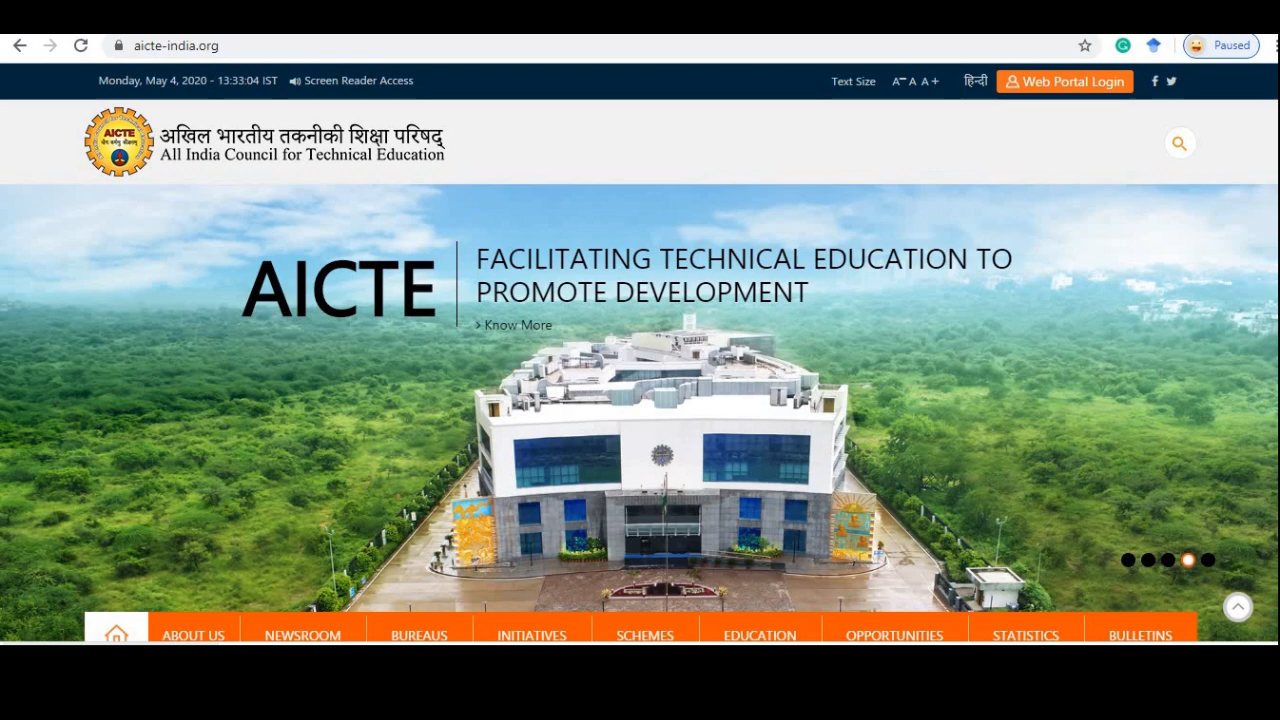 aicte-india.org
Paused
Monday, May 4, 2020 - 13:33:04 IST Screen Reader Access
Text Size A- A A+ हिन्दी Web Portal Login
AICTE
अखिल भारतीय तकनीकी शिक्षा परिषद्
All India Council for Technical Education
AICTE
FACILITATING TECHNICAL EDUCATION TO
PROMOTE DEVELOPMENT
> Know More
ABOUT US NEWSROOM BUREAUS INITIATIVES SCHEMES EDUCATION OPPORTUNITIES STATISTICS BULLETINS